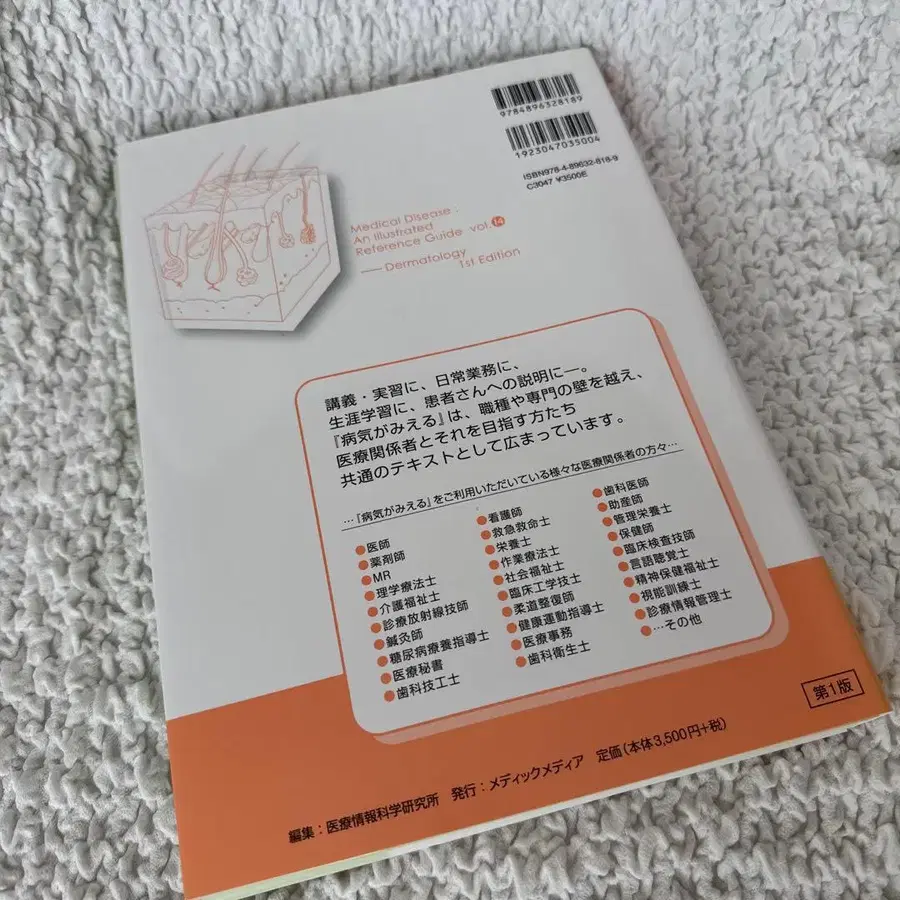 9784896328189
1923047035004
ISBN978-4-89632-818-9
C3047 ¥3500E
Medical Disease :
An Illustrated
Reference Guide vol.14
Dermatology
1st Edition
講義・実習に、日常業務に、
生涯学習に、患者さんへの説明に―。
『病気がみえる』は、職種や専門の壁を越え、
医療関係者とそれを目指す方たち
共通のテキストとして広まっています。
…『病気がみえる』をご利用いただいている様々な医療関係者の方々…
●医師
●薬剤師
●MR
●理学療法士
●介護福祉士
●診療放射線技師
●鍼灸師
●糖尿病療養指導士
●医療秘書
●歯科技工士
●看護師
●救急救命士
●栄養士
●作業療法士
●社会福祉士
●臨床工学技士
●柔道整復師
●健康運動指導士
●医療事務
●歯科衛生士
●歯科医師
●助産師
●管理栄養士
●保健師
●臨床検査技師
●言語聴覚士
●精神保健福祉士
●視能訓練士
●診療情報管理士
●…その他
第1版
編集：医療情報科学研究所 発行：メディックメディア 定価（本体3,500円+税）